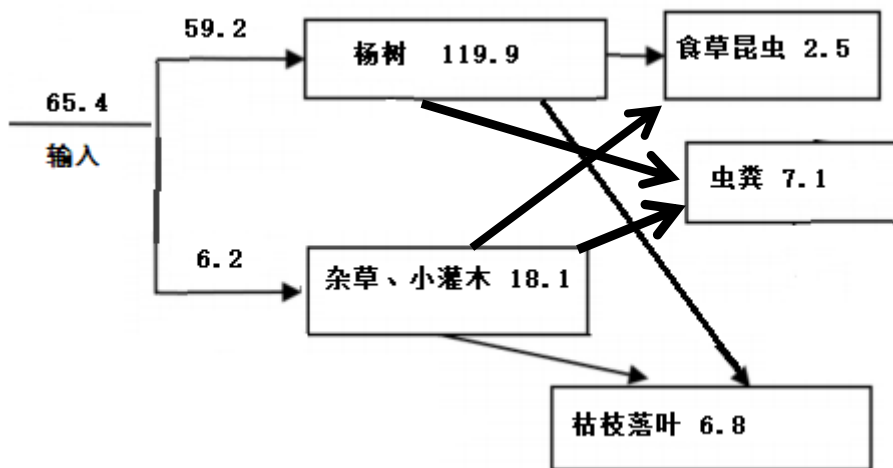 59.2
杨树 119.9
食草昆虫 2.5
65.4
输入
虫粪 7.1
6.2
杂草、小灌木 18.1
枯枝落叶 6.8